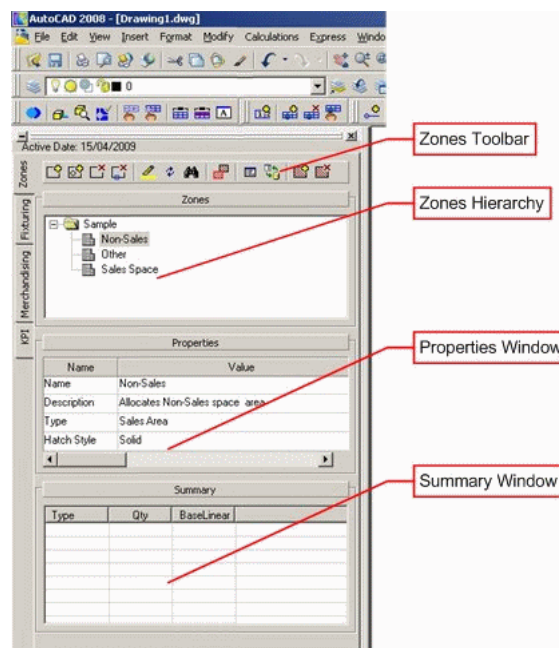 AutoCAD 2008 - [Drawing1.dwg]
File Edit View Insert Format Modify Calculations Express Windo
0
Active Date: 15/04/2009
Zones
Fixturing
Merchandising
KPI
Zones
Sample
Non-Sales
Other
Sales Space
Properties
Name Value
Name Non-Sales
Description Allocates Non-Sales space area
Type Sales Area
Hatch Style Solid
Summary
Type Qty BaseLinear
Zones Toolbar
Zones Hierarchy
Properties Window
Summary Window